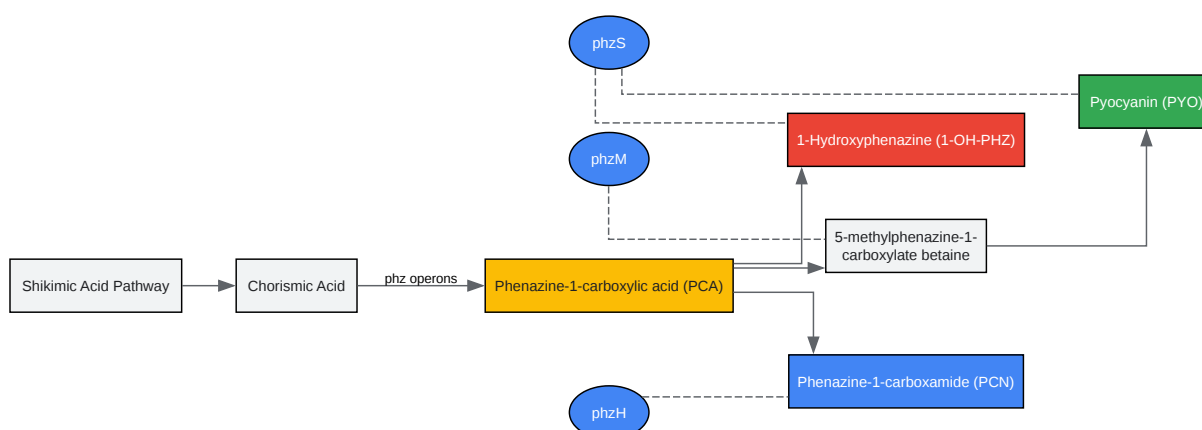 phzS
Pyocyanin (PYO)
1-Hydroxyphenazine (1-OH-PHZ)
phzM
5-methylphenazine-1-
carboxylate betaine
Shikimic Acid Pathway
Chorismic Acid
phz operons
Phenazine-1-carboxylic acid (PCA)
Phenazine-1-carboxamide (PCN)
phzH